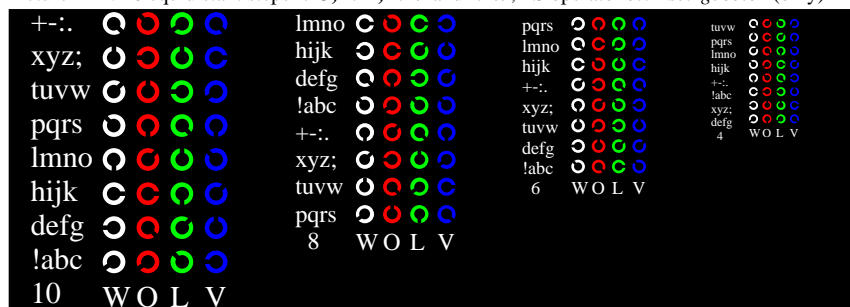 +-:.
xyz;
tuvw
pqrs
lmno
hijk
defg
!abc
10 W O L V
lmno
hijk
defg
!abc
+-:.
xyz;
tuvw
pqrs
8 W O L V
pqrs
lmno
hijk
+-:.
xyz;
tuvw
defg
!abc
6 W O L V
tuvw
pqrs
lmno
hijk
+-:.
!abc
xyz;
defg
4 W O L V